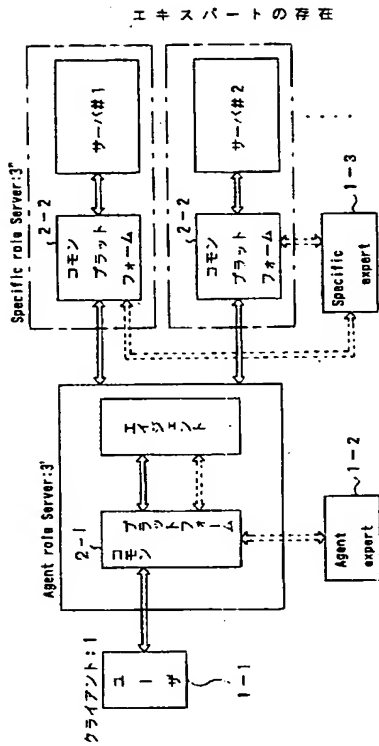 エキスパートの存在
Specific role Server:3"
2-2
コモン
プラット
フォーム
サーバ#1
2-2
コモン
プラット
フォーム
サーバ#2
1-3
Specific
expert
Agent role Server:3'
2-1
コモン
プラットフォーム
エイジェント
1-2
Agent
expert
クライアント:1
ユーザ
1-1